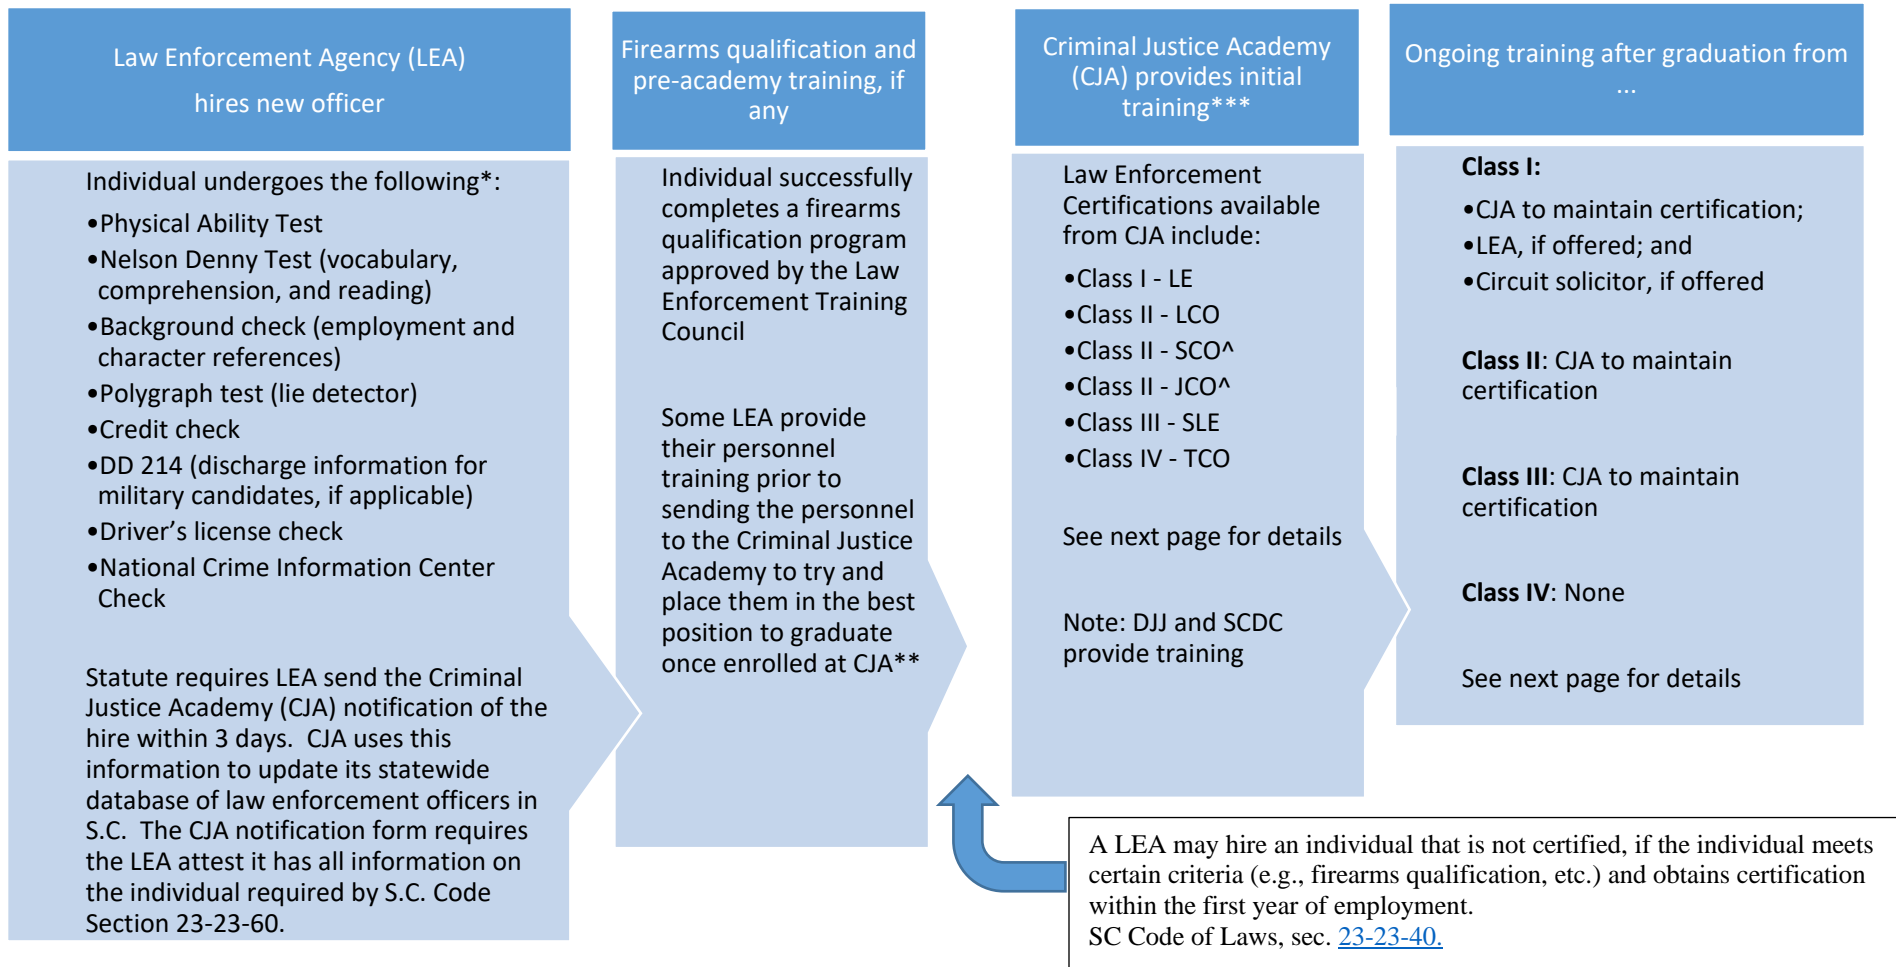 Law Enforcement Agency (LEA)
hires new officer
Individual undergoes the following*:
•Physical Ability Test
•Nelson Denny Test (vocabulary,
comprehension, and reading)
•Background check (employment and
character references)
•Polygraph test (lie detector)
•Credit check
•DD 214 (discharge information for
military candidates, if applicable)
•Driver’s license check
•National Crime Information Center
Check
Statute requires LEA send the Criminal
Justice Academy (CJA) notification of the
hire within 3 days.  CJA uses this
information to update its statewide
database of law enforcement officers in
S.C.  The CJA notification form requires
the LEA attest it has all information on
the individual required by S.C. Code
Section 23-23-60.
Firearms qualification and
pre-academy training, if
any
Individual successfully
completes a firearms
qualification program
approved by the Law
Enforcement Training
Council
Some LEA provide
their personnel
training prior to
sending the personnel
to the Criminal Justice
Academy to try and
place them in the best
position to graduate
once enrolled at CJA**
Criminal Justice Academy
(CJA) provides initial
training***
Law Enforcement
Certifications available
from CJA include:
•Class I - LE
•Class II - LCO
•Class II - SCO^
•Class II - JCO^
•Class III - SLE
•Class IV - TCO
See next page for details
Note: DJJ and SCDC
provide training
Ongoing training after graduation from
...
Class I:
•CJA to maintain certification;
•LEA, if offered; and
•Circuit solicitor, if offered
Class II: CJA to maintain
certification
Class III: CJA to maintain
certification
Class IV: None
See next page for details
A LEA may hire an individual that is not certified, if the individual meets
certain criteria (e.g., firearms qualification, etc.) and obtains certification
within the first year of employment.
SC Code of Laws, sec. 23-23-40.